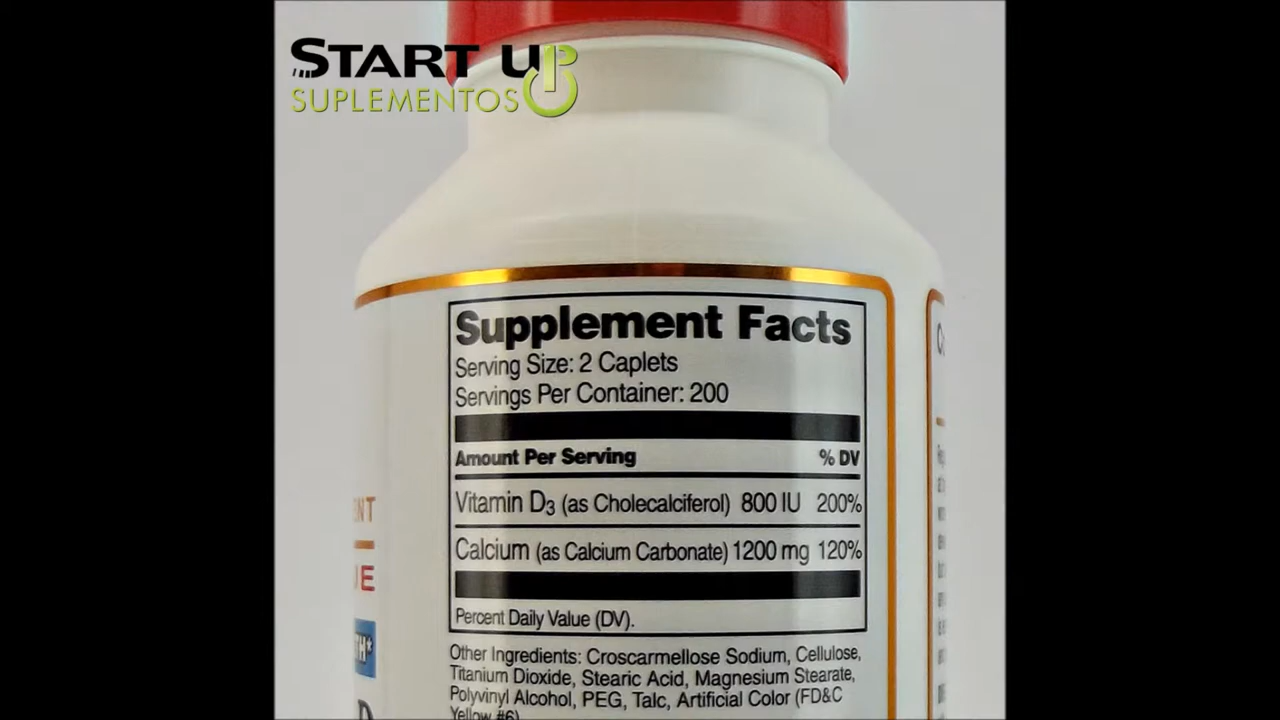 START UP
SUPLEMENTOS
Supplement Facts
Serving Size: 2 Caplets
Servings Per Container: 200
Amount Per Serving % DV
Vitamin D3 (as Cholecalciferol) 800 IU 200%
Calcium (as Calcium Carbonate) 1200 mg 120%
Percent Daily Value (DV).
Other Ingredients: Croscarmellose Sodium, Cellulose,
Titanium Dioxide, Stearic Acid, Magnesium Stearate,
Polyvinyl Alcohol, PEG, Talc, Artificial Color (FD&C
Yellow #6)